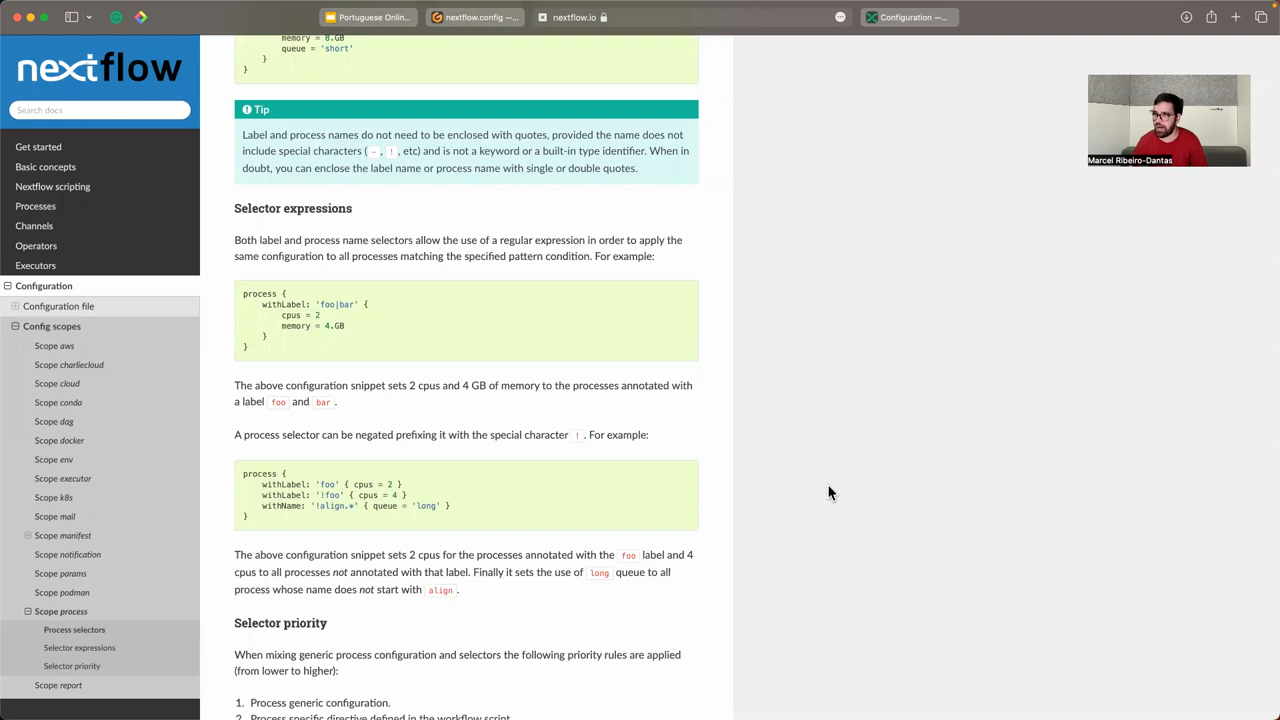 Portuguese Onlin...
nextflow.config —...
nextflow.io
Configuration —...
nextflow
Search docs
Get started
Basic concepts
Nextflow scripting
Processes
Channels
Operators
Executors
Configuration
Configuration file
Config scopes
Scope aws
Scope charliecloud
Scope cloud
Scope conda
Scope dag
Scope docker
Scope env
Scope executor
Scope k8s
Scope mail
Scope manifest
Scope notification
Scope params
Scope podman
Scope process
Process selectors
Selector expressions
Selector priority
Scope report
memory = 8.GB
queue = 'short'
}
}
Tip
Label and process names do not need to be enclosed with quotes, provided the name does not
include special characters ( - , ! , etc) and is not a keyword or a built-in type identifier. When in
doubt, you can enclose the label name or process name with single or double quotes.
Selector expressions
Both label and process name selectors allow the use of a regular expression in order to apply the
same configuration to all processes matching the specified pattern condition. For example:
process {
withLabel: 'foo|bar' {
cpus = 2
memory = 4.GB
}
}
The above configuration snippet sets 2 cpus and 4 GB of memory to the processes annotated with
a label foo and bar .
A process selector can be negated prefixing it with the special character ! . For example:
process {
withLabel: 'foo' { cpus = 2 }
withLabel: '!foo' { cpus = 4 }
withName: '!align.*' { queue = 'long' }
}
The above configuration snippet sets 2 cpus for the processes annotated with the foo label and 4
cpus to all processes not annotated with that label. Finally it sets the use of long queue to all
process whose name does not start with align .
Selector priority
When mixing generic process configuration and selectors the following priority rules are applied
(from lower to higher):
1. Process generic configuration.
2. Process specific directive defined in the workflow script.
Marcel Ribeiro-Dantas